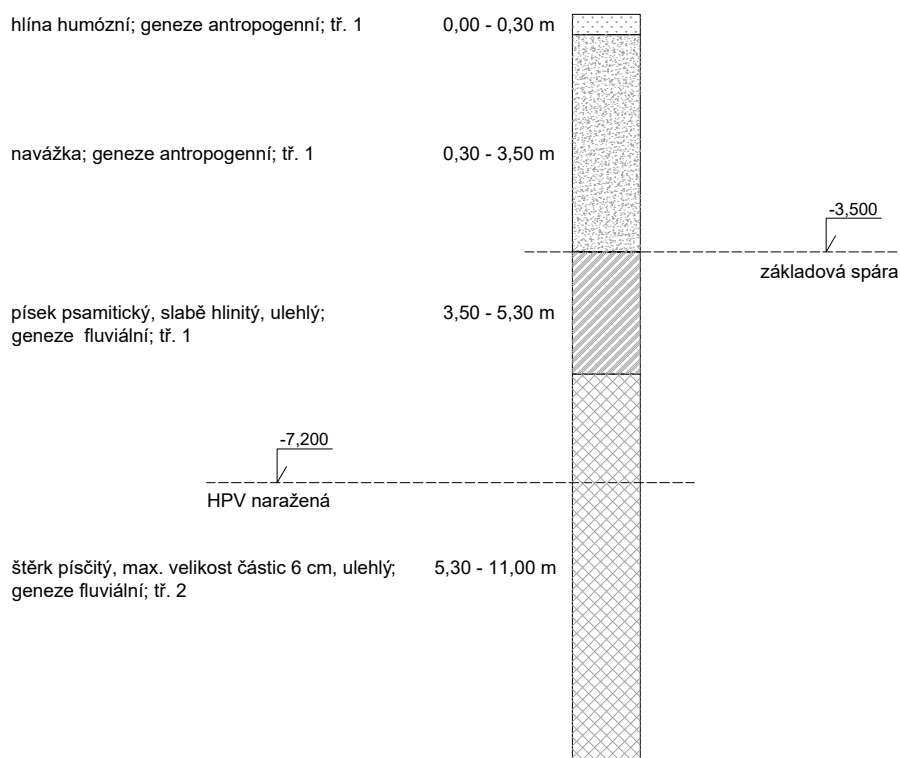 hlína humózní; geneze antropogenní; tř. 1 0,00 - 0,30 m
navážka; geneze antropogenní; tř. 1 0,30 - 3,50 m
-3,500
základová spára
písek psamitický, slabě hlinitý, ulehlý; 3,50 - 5,30 m
geneze fluviální; tř. 1
-7,200
HPV naražená
štěrk písčitý, max. velikost částic 6 cm, ulehlý; 5,30 - 11,00 m
geneze fluviální; tř. 2